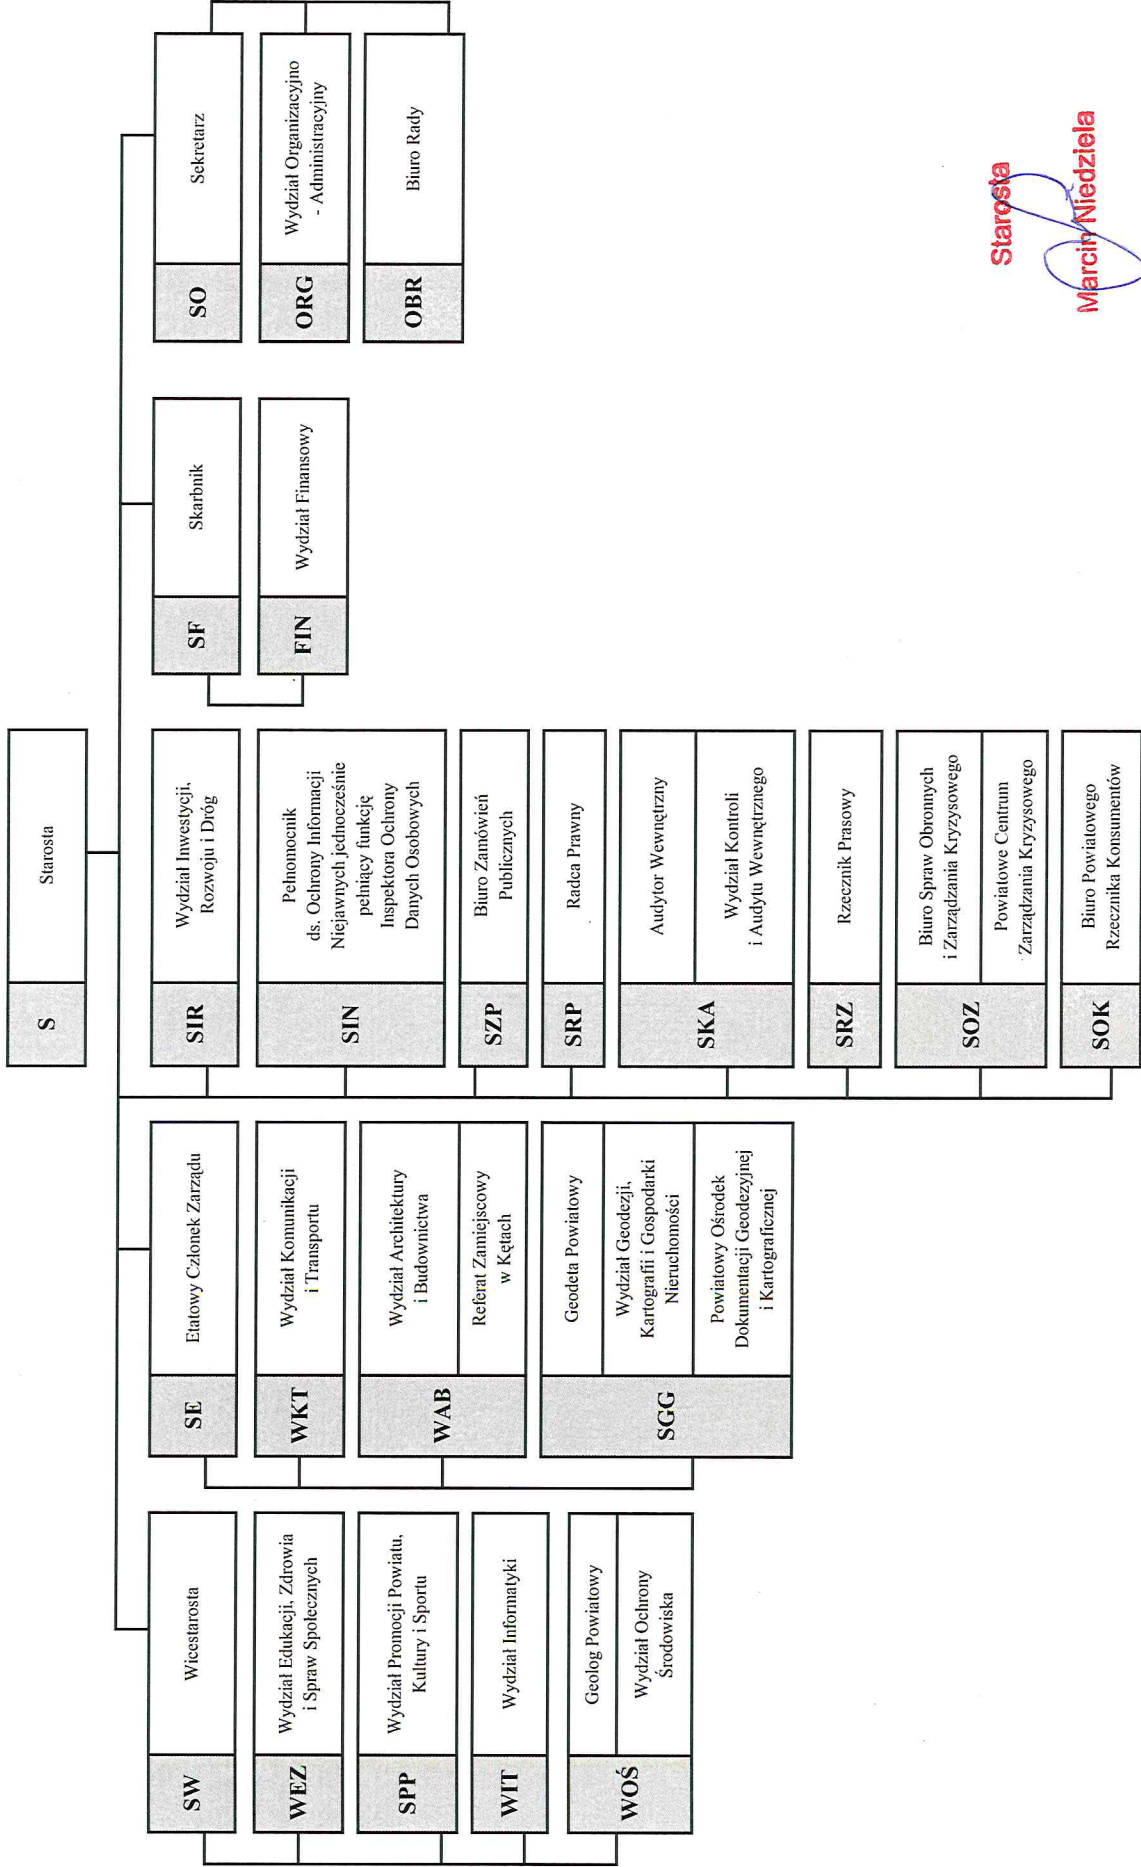 S
Starosta
SW
Wicestarosta
WEZ
Wydział Edukacji, Zdrowia
i Spraw Społecznych
SPP
Wydział Promocji Powiatu,
Kultury i Sportu
WIT
Wydział Informatyki
WOŚ
Geolog Powiatowy
Wydział Ochrony
Środowiska
SE
Etatowy Członek Zarządu
WKT
Wydział Komunikacji
i Transportu
WAB
Wydział Architektury
i Budownictwa
Referat Zamiejscowy
w Kętach
SGG
Geodeta Powiatowy
Wydział Geodezji,
Kartografii i Gospodarki
Nieruchomości
Powiatowy Ośrodek
Dokumentacji Geodezyjnej
i Kartograficznej
SIR
Wydział Inwestycji,
Rozwoju i Dróg
SIN
Pełnomocnik
ds. Ochrony Informacji
Niejawnych jednocześnie
pełniący funkcję
Inspektora Ochrony
Danych Osobowych
SZP
Biuro Zamówień
Publicznych
SRP
Radca Prawny
SKA
Audytor Wewnętrzny
Wydział Kontroli
i Audytu Wewnętrznego
SRZ
Rzecznik Prasowy
SOZ
Biuro Spraw Obronnych
i Zarządzania Kryzysowego
Powiatowe Centrum
Zarządzania Kryzysowego
SOK
Biuro Powiatowego
Rzecznika Konsumentów
SF
Skarbnik
FIN
Wydział Finansowy
SO
Sekretarz
ORG
Wydział Organizacyjno
- Administracyjny
OBR
Biuro Rady
Starosta
Marcin Niedziela